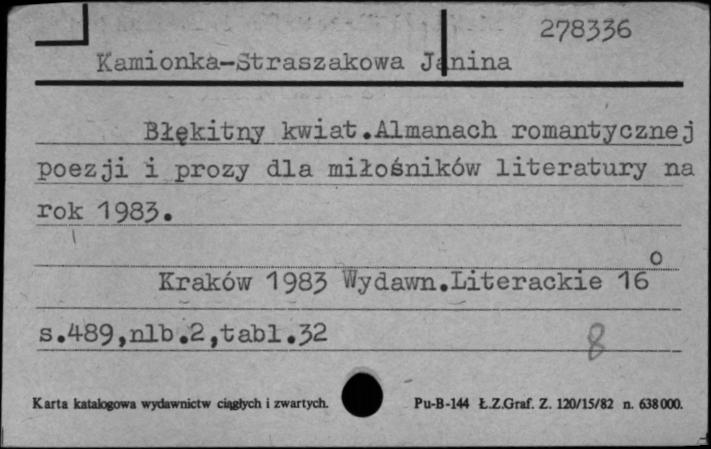 278336
Kamionka-Straszakowa Janina
Błękitny kwiat.Almanach romantycznej
poezji i prozy dla miłośników literatury na
rok 1983.
Kraków 1983 Wydawn.Literackie 16°
s.489,nlb.2,tabl.32
8
Karta katalogowa wydawnictw ciągłych i zwartych. Pu-B-144 Ł.Z.Graf. Z. 120/15/82 n. 638000.